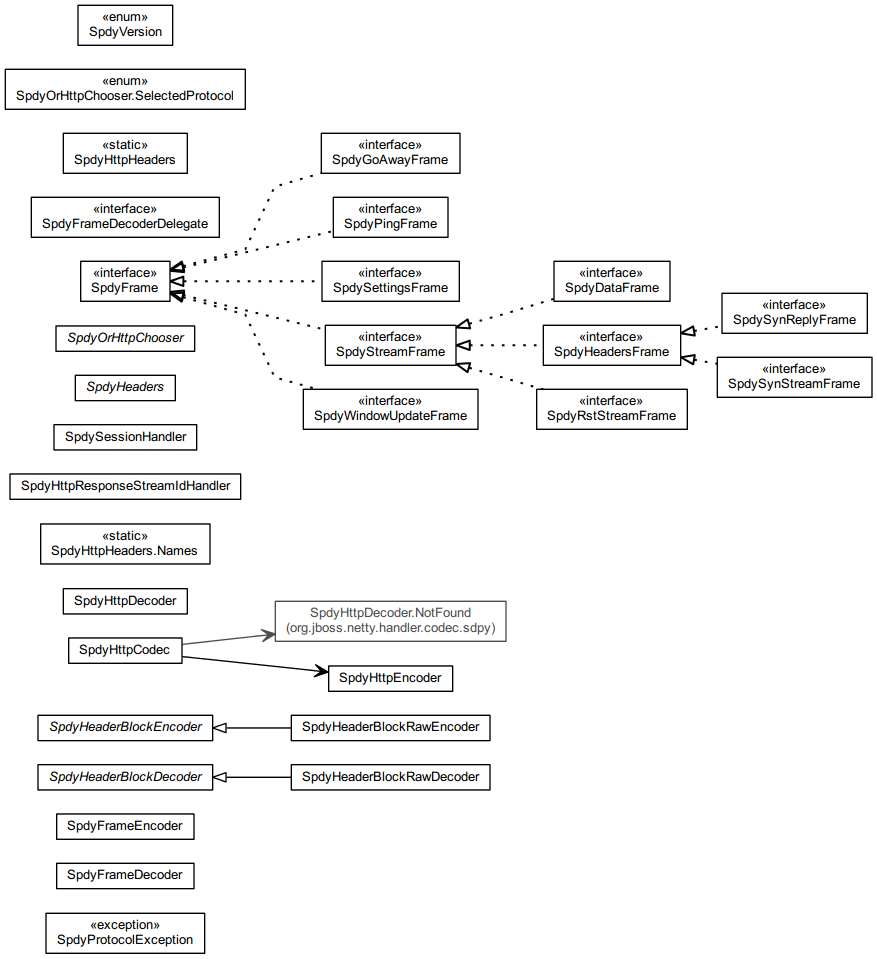 «enum»
SpdyVersion
«enum»
SpdyOrHttpChooser.SelectedProtocol
«static»
SpdyHttpHeaders
«interface»
SpdyGoAwayFrame
«interface»
SpdyFrameDecoderDelegate
«interface»
SpdyPingFrame
«interface»
SpdyFrame
«interface»
SpdySettingsFrame
«interface»
SpdyDataFrame
«interface»
SpdySynReplyFrame
SpdyOrHttpChooser
«interface»
SpdyStreamFrame
«interface»
SpdyHeadersFrame
«interface»
SpdySynStreamFrame
SpdyHeaders
«interface»
SpdyWindowUpdateFrame
«interface»
SpdyRstStreamFrame
SpdySessionHandler
SpdyHttpResponseStreamIdHandler
«static»
SpdyHttpHeaders.Names
SpdyHttpDecoder
SpdyHttpDecoder.NotFound
(org.jboss.netty.handler.codec.sdpy)
SpdyHttpCodec
SpdyHttpEncoder
SpdyHeaderBlockEncoder
SpdyHeaderBlockRawEncoder
SpdyHeaderBlockDecoder
SpdyHeaderBlockRawDecoder
SpdyFrameEncoder
SpdyFrameDecoder
«exception»
SpdyProtocolException